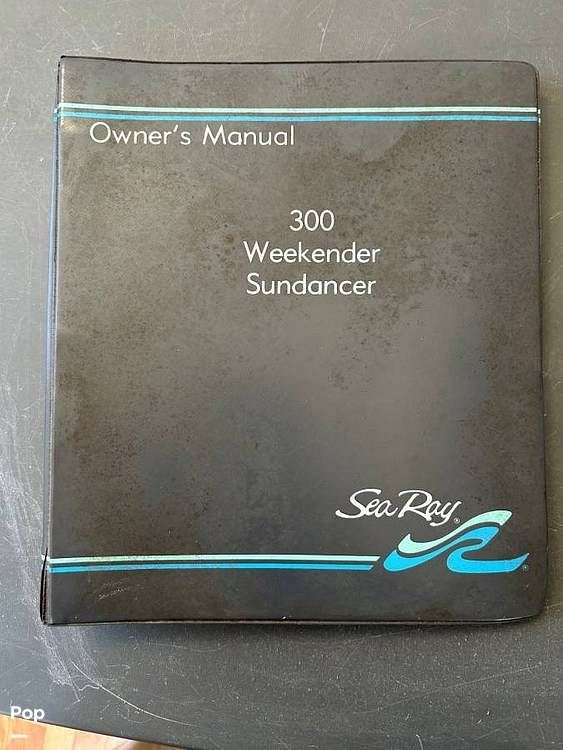 Owner's Manual
300
Weekender
Sundancer
Sea Ray®
®
Pop